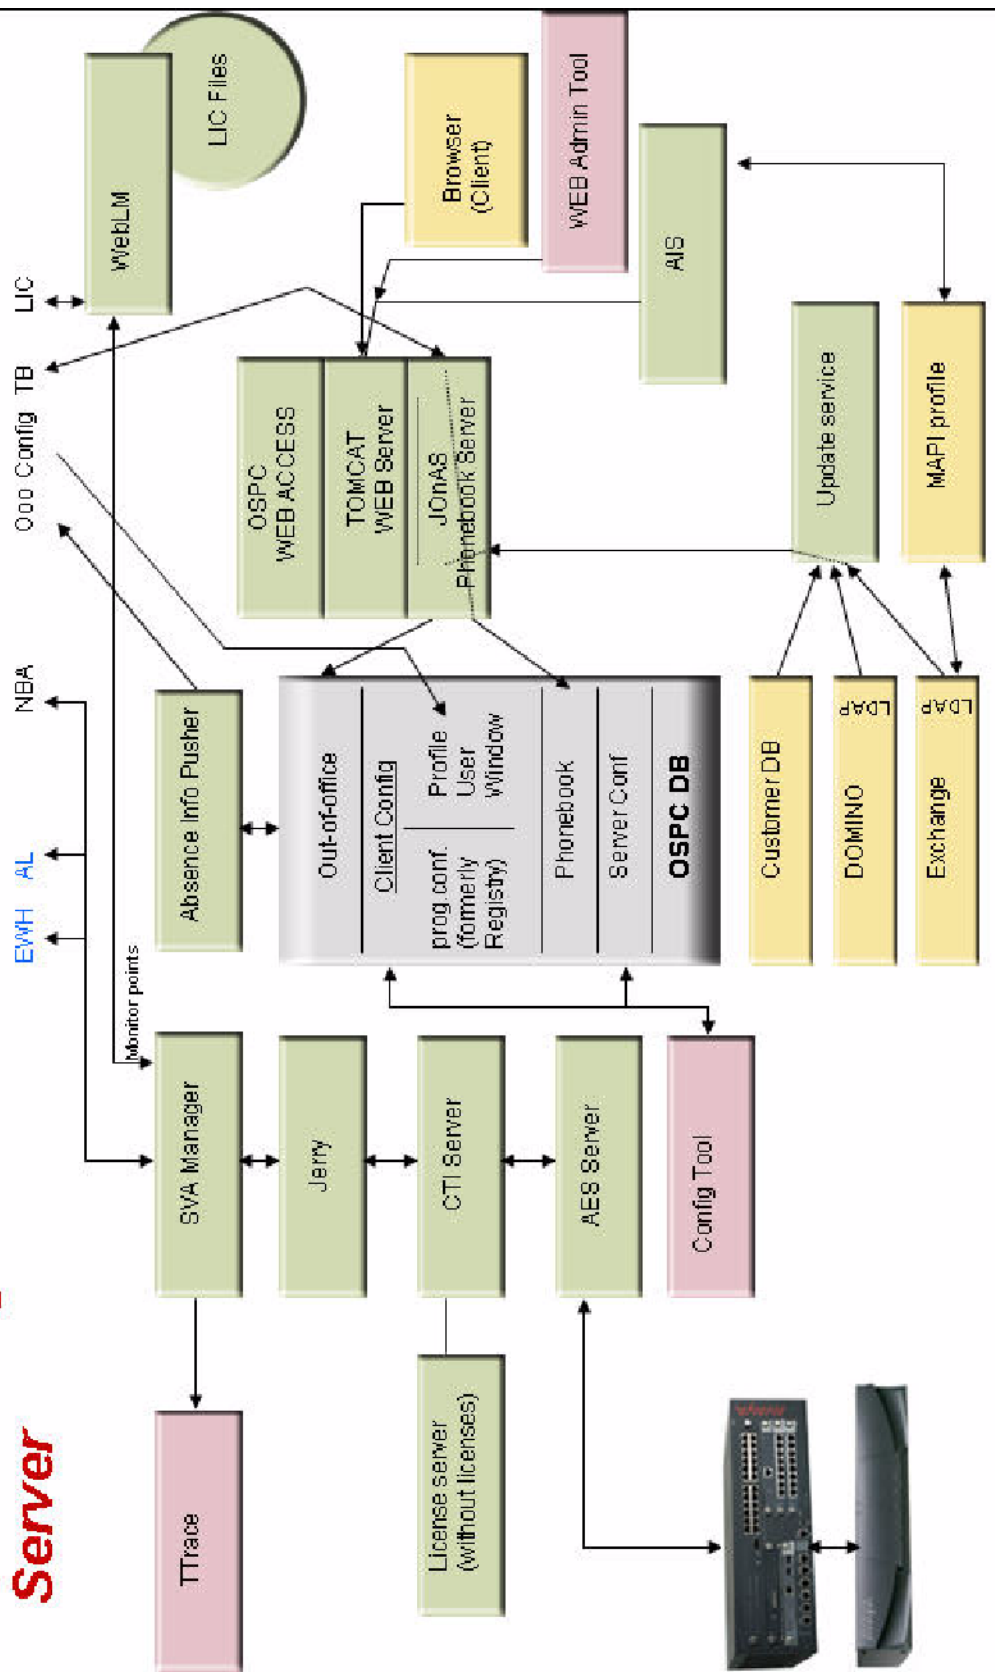 Server
EWH AL NBA Ooo Config TB LIC
Monitor points
TTrace
SVA Manager
Absence Info Pusher
WebLM
LIC Files
Jerry
License server
(without licenses)
CTI Server
AES Server
Config Tool
Out-of-office
Client Config
prog.conf.
(formerly
Registry)
Profile
User
Window
Phonebook
Server Conf
OSPC DB
OSPC
WEB ACCESS
TOMCAT
WEB Server
JOnAS
Phonebook Server
Browser
(Client)
WEB Admin Tool
AIS
Customer DB
DOMINO
LDAP
Exchange
LDAP
Update service
MAPI profile